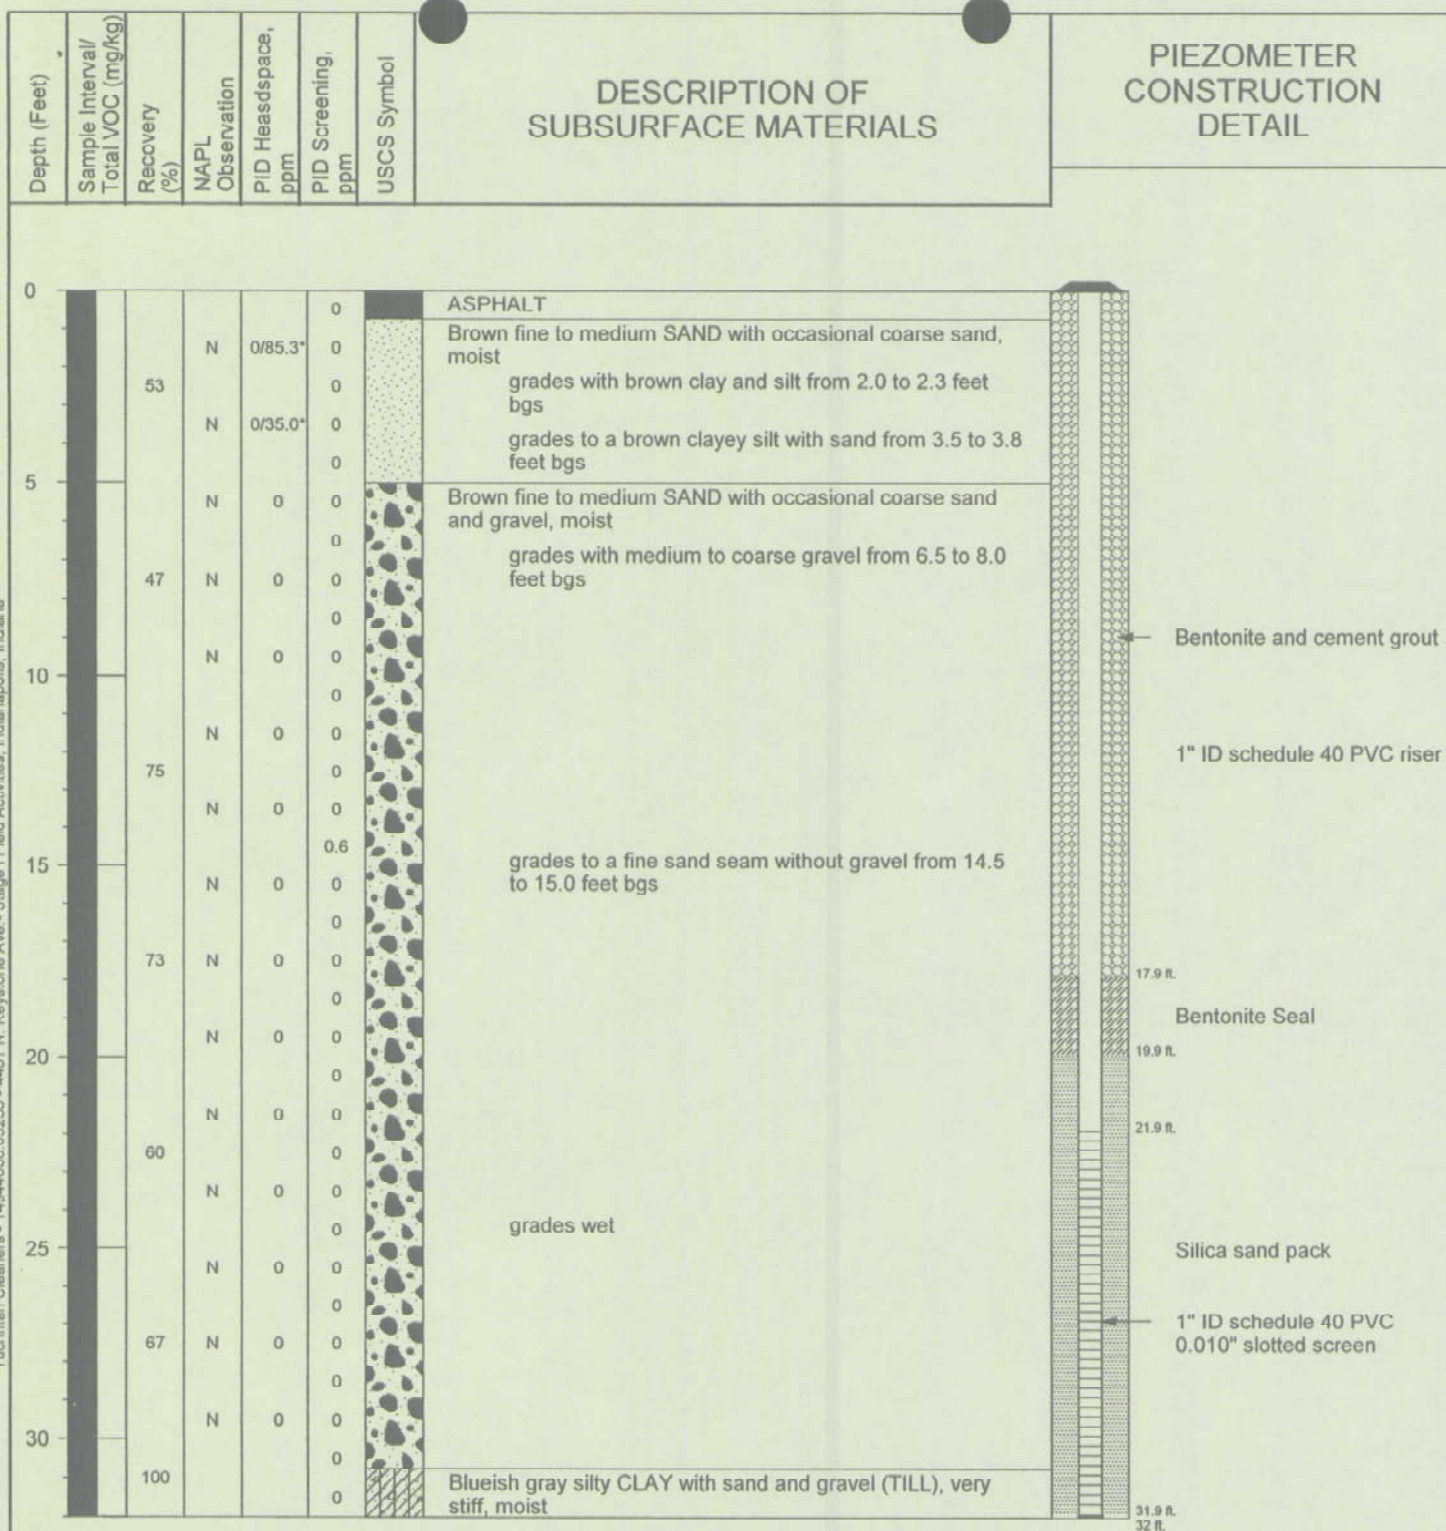 Depth (Feet)
Sample Interval/
Total VOC (mg/kg)
Recovery
(%)
NAPL
Observation
PID Heasdspace,
ppm
PID Screening,
ppm
USCS Symbol
DESCRIPTION OF
SUBSURFACE MATERIALS
PIEZOMETER
CONSTRUCTION
DETAIL
0
0
ASPHALT
N 0/85.3* 0
Brown fine to medium SAND with occasional coarse sand,
moist
53 0
grades with brown clay and silt from 2.0 to 2.3 feet
bgs
N 0/35.0* 0
grades to a brown clayey silt with sand from 3.5 to 3.8
feet bgs
0
5
N 0 0
Brown fine to medium SAND with occasional coarse sand
and gravel, moist
0
grades with medium to coarse gravel from 6.5 to 8.0
feet bgs
47 N 0 0
0
N 0 0
Bentonite and cement grout
10
0
N 0 0
1" ID schedule 40 PVC riser
75 0
N 0 0
0.6
15
grades to a fine sand seam without gravel from 14.5
to 15.0 feet bgs
N 0 0
0
73 N 0 0
17.9 ft.
0
Bentonite Seal
N 0 0
19.9 ft.
20
0
N 0 0
21.9 ft.
60 0
N 0 0
0
grades wet
25
Silica sand pack
N 0 0
0
1" ID schedule 40 PVC
0.010" slotted screen
67 N 0 0
0
N 0 0
30
0
100
0
Blueish gray silty CLAY with sand and gravel (TILL), very
stiff, moist
31.9 ft.
32 ft.